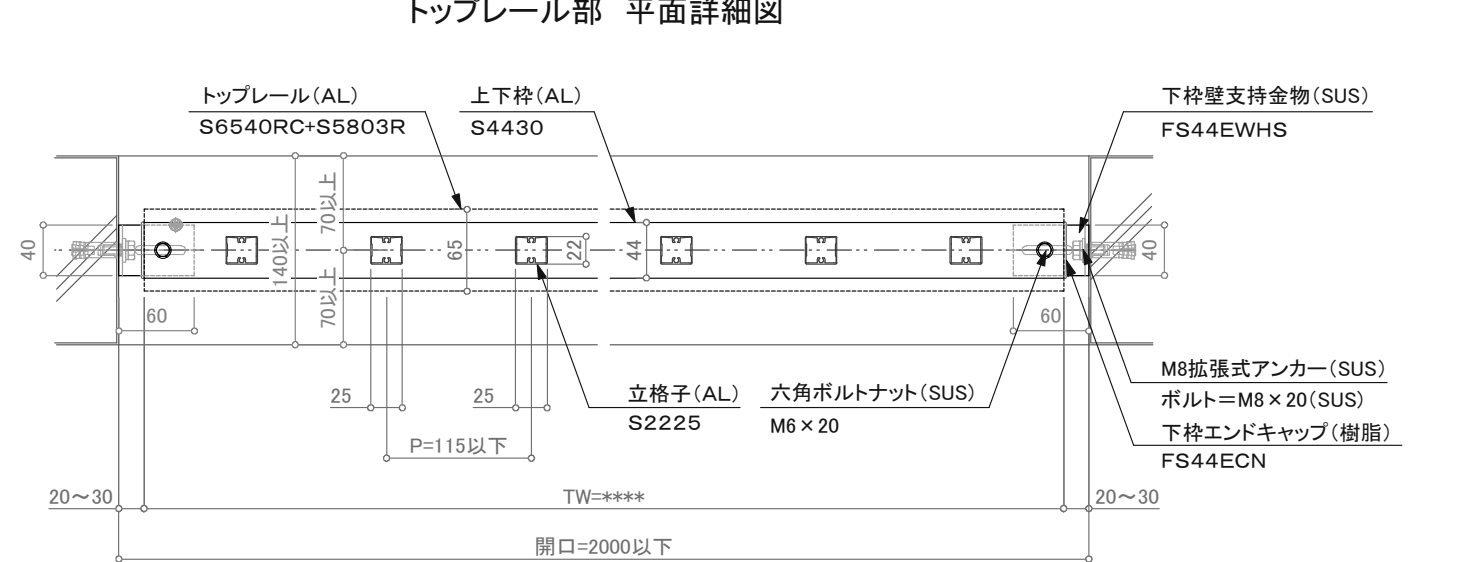 トップレール部 平面詳細図
トップレール(AL)
S6540RC+S5803R
上下枠(AL)
S4430
下枠壁支持金物(SUS)
FS44EWHS
40
140以上
70以上
70以上
65
22
44
40
60
60
25
25
P=115以下
立格子(AL)
S2225
六角ボルトナット(SUS)
M6×20
M8拡張式アンカー(SUS)
ボルト=M8×20(SUS)
下枠エンドキャップ(樹脂)
FS44ECN
20~30
TW=****
20~30
開口=2000以下